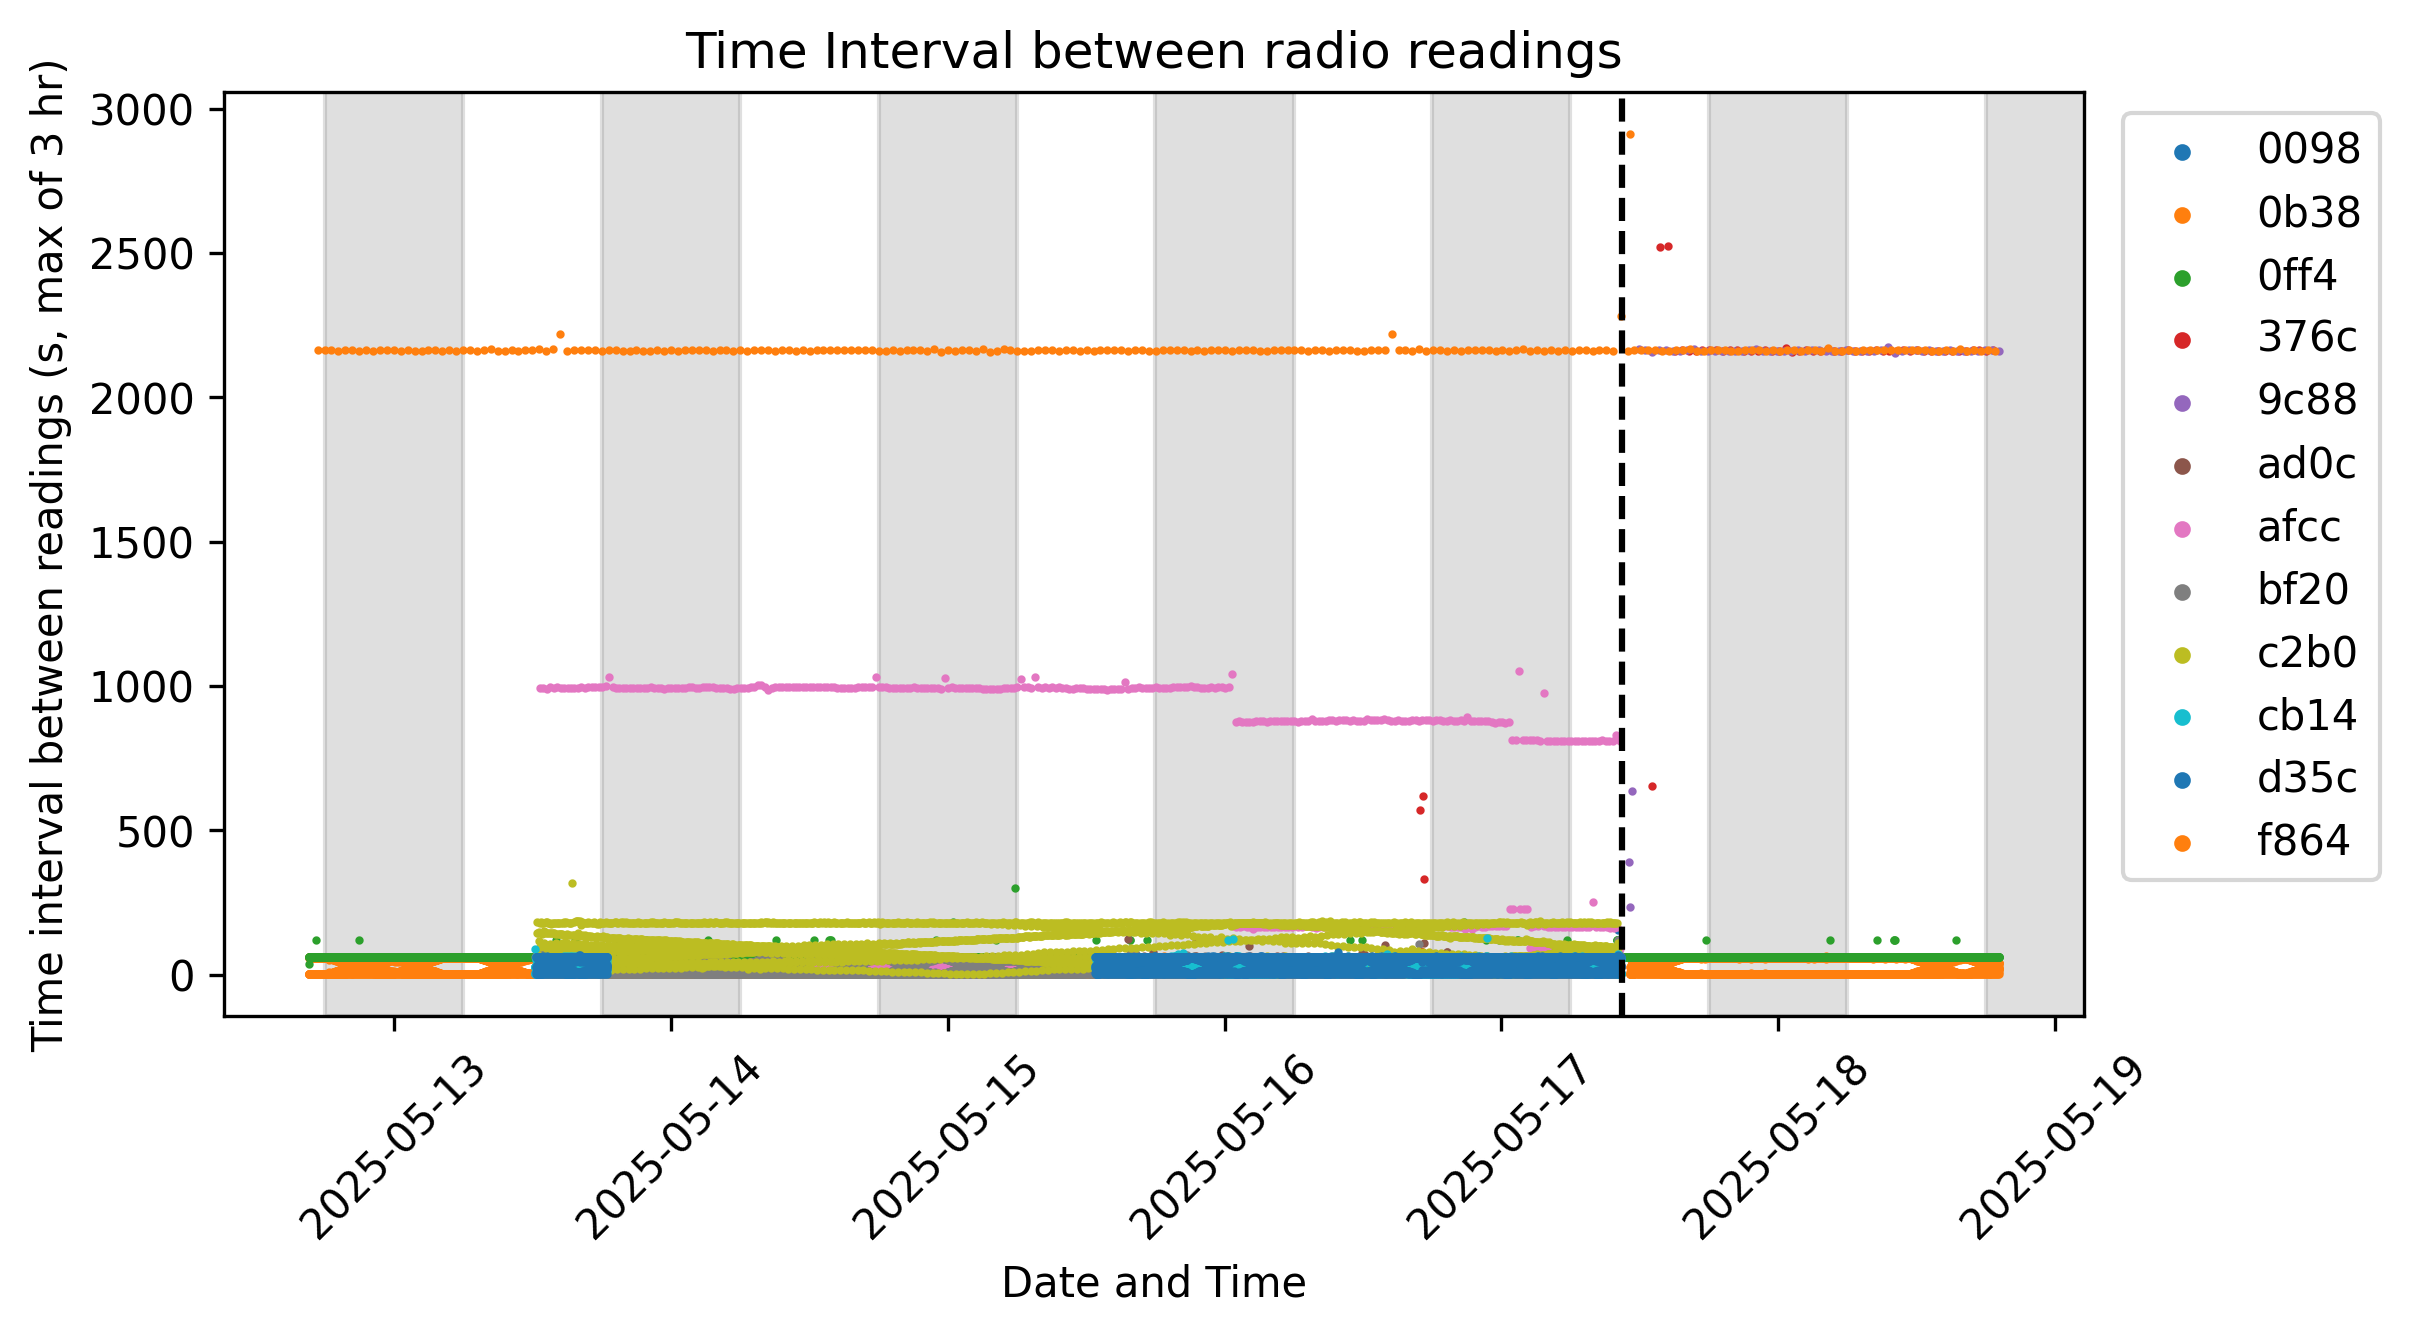 Time Interval between radio readings
Time interval between readings (s, max of 3 hr)
3000
2500
2000
1500
1000
500
0
2025-05-13
2025-05-14
2025-05-15
2025-05-16
2025-05-17
2025-05-18
2025-05-19
Date and Time
0098
0b38
0ff4
376c
9c88
ad0c
afcc
bf20
c2b0
cb14
d35c
f864